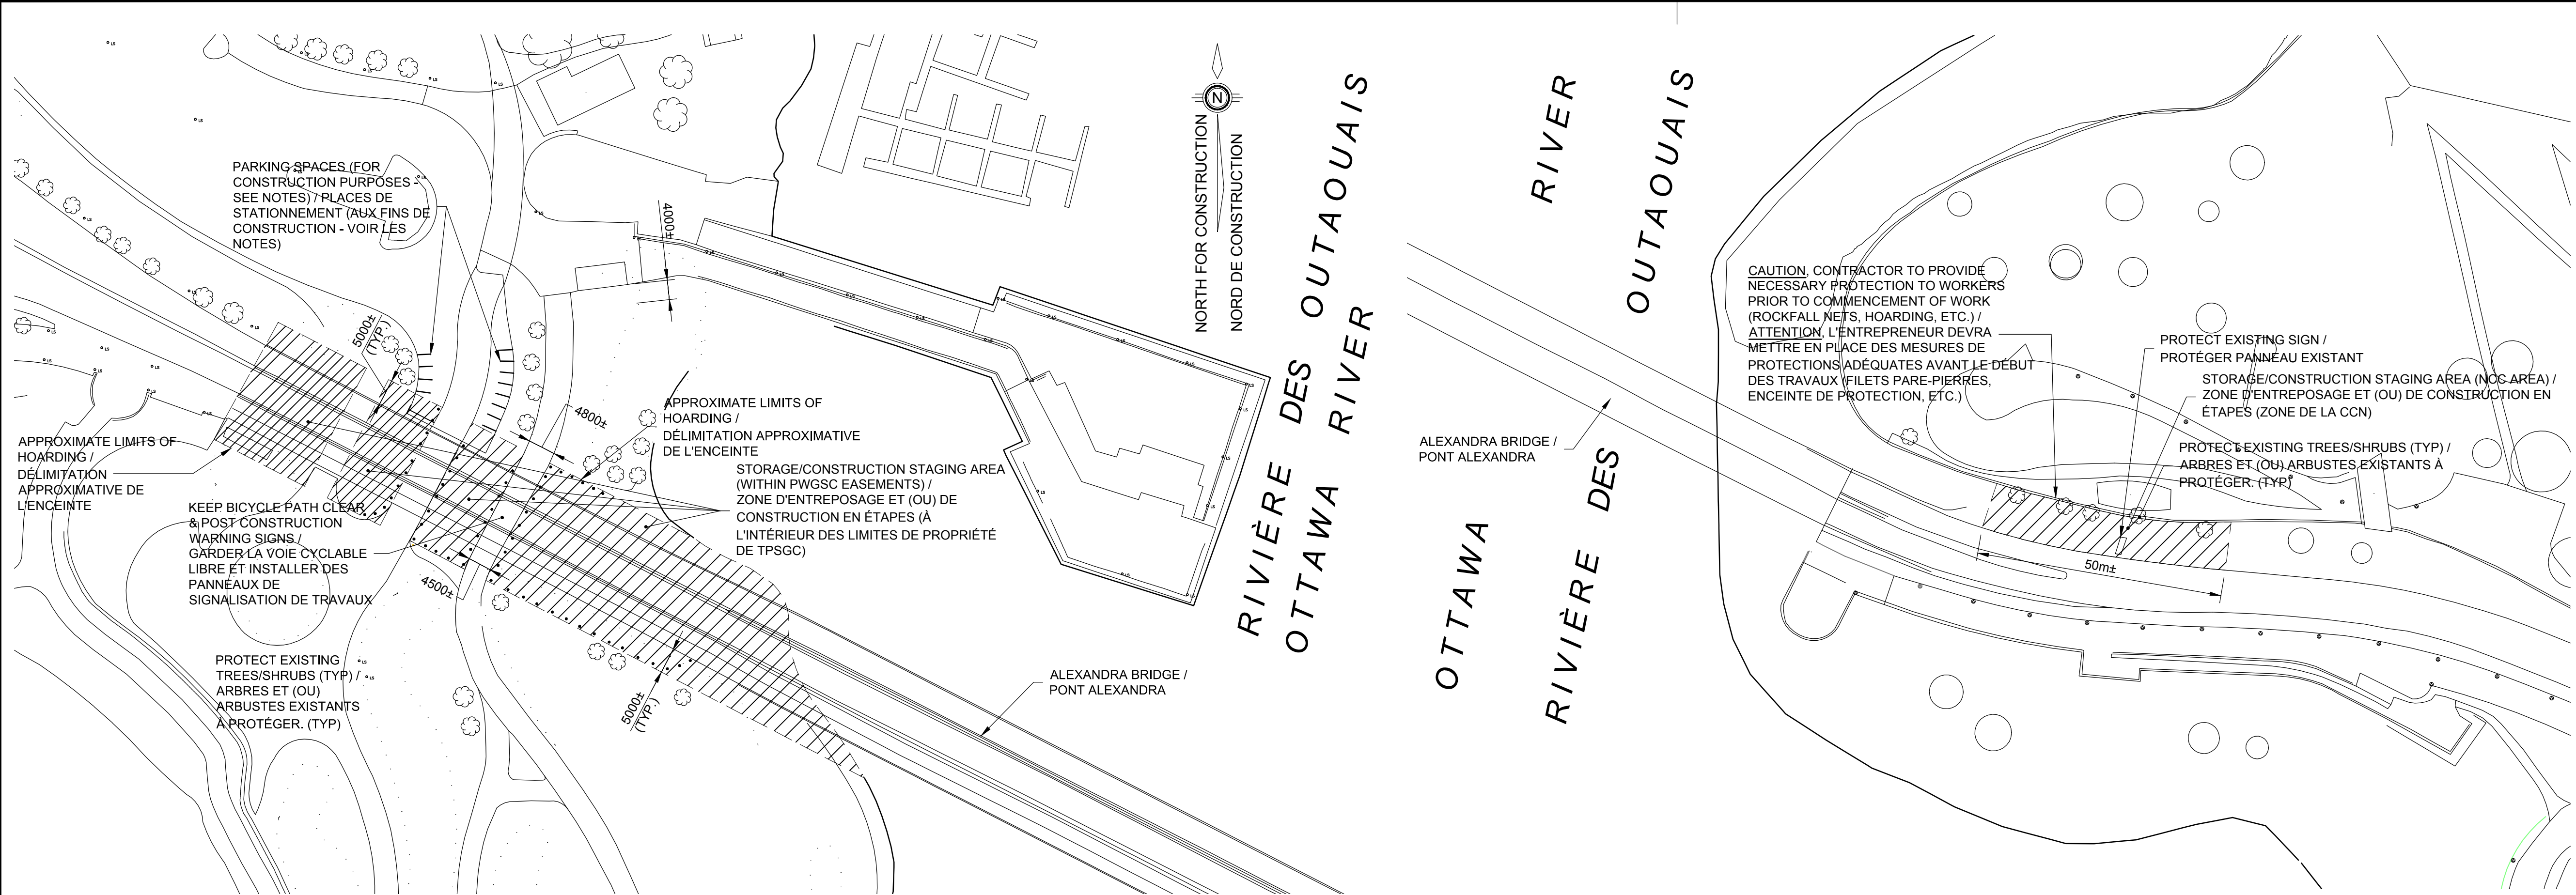 PARKING SPACES (FOR
CONSTRUCTION PURPOSES -
SEE NOTES) / PLACES DE
STATIONNEMENT (AUX FINS DE
CONSTRUCTION - VOIR LES
NOTES)
4000±
5000±
(TYP.)
4800±
APPROXIMATE LIMITS OF
HOARDING /
DÉLIMITATION APPROXIMATIVE
DE L'ENCEINTE
APPROXIMATE LIMITS OF
HOARDING /
DÉLIMITATION
APPROXIMATIVE DE
L'ENCEINTE
STORAGE/CONSTRUCTION STAGING AREA
(WITHIN PWGSC EASEMENTS) /
ZONE D'ENTREPOSAGE ET (OU) DE
CONSTRUCTION EN ÉTAPES (À
L'INTÉRIEUR DES LIMITES DE PROPRIÉTÉ
DE TPSGC)
KEEP BICYCLE PATH CLEAR
& POST CONSTRUCTION
WARNING SIGNS /
GARDER LA VOIE CYCLABLE
LIBRE ET INSTALLER DES
PANNEAUX DE
SIGNALISATION DE TRAVAUX
4500±
PROTECT EXISTING
TREES/SHRUBS (TYP) /
ARBRES ET (OU)
ARBUSTES EXISTANTS
À PROTÉGER. (TYP)
5000±
(TYP.)
ALEXANDRA BRIDGE /
PONT ALEXANDRA
N
NORTH FOR CONSTRUCTION
NORD DE CONSTRUCTION
RIVIÈRE DES OUTAOUAIS
OTTAWA RIVER
OTTAWA RIVER
RIVIÈRE DES OUTAOUAIS
ALEXANDRA BRIDGE /
PONT ALEXANDRA
CAUTION, CONTRACTOR TO PROVIDE
NECESSARY PROTECTION TO WORKERS
PRIOR TO COMMENCEMENT OF WORK
(ROCKFALL NETS, HOARDING, ETC.) /
ATTENTION, L'ENTREPRENEUR DEVRA
METTRE EN PLACE DES MESURES DE
PROTECTIONS ADÉQUATES AVANT LE DÉBUT
DES TRAVAUX (FILETS PARE-PIERRES,
ENCEINTE DE PROTECTION, ETC.)
PROTECT EXISTING SIGN /
PROTÉGER PANNEAU EXISTANT
STORAGE/CONSTRUCTION STAGING AREA (NCC AREA) /
ZONE D'ENTREPOSAGE ET (OU) DE CONSTRUCTION EN
ÉTAPES (ZONE DE LA CCN)
PROTECT EXISTING TREES/SHRUBS (TYP) /
ARBRES ET (OU) ARBUSTES EXISTANTS À
PROTÉGER. (TYP)
50m±